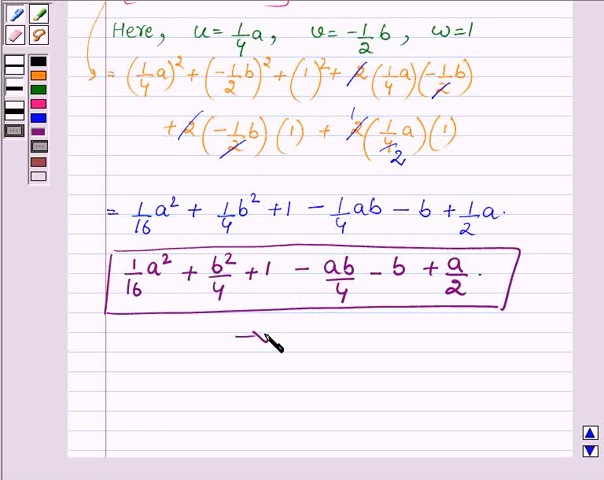 Here, u = 1/4 a, v = -1/2 b, w = 1
= (1/4 a)² + (-1/2 b)² + (1)² + 2(1/4 a)(-1/2 b)
+ 2(-1/2 b)(1) + 2(1/4 a)(1)
= 1/16 a² + 1/4 b² + 1 - 1/4 ab - b + 1/2 a.
1/16 a² + b²/4 + 1 - ab/4 - b + a/2.